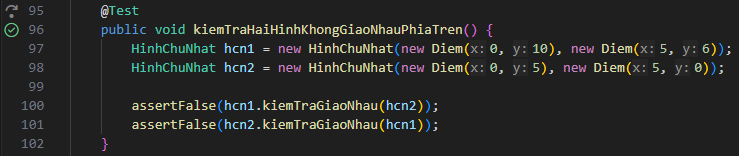 95 @Test
96 public void kiemTraHaiHinhKhongGiaoNhauPhiaTren() {
97 HinhChuNhat hcn1 = new HinhChuNhat(new Diem(x:0, y:10), new Diem(x:5, y:6));
98 HinhChuNhat hcn2 = new HinhChuNhat(new Diem(x:0, y:5), new Diem(x:5, y:0));
99
100 assertFalse(hcn1.kiemTraGiaoNhau(hcn2));
101 assertFalse(hcn2.kiemTraGiaoNhau(hcn1));
102 }